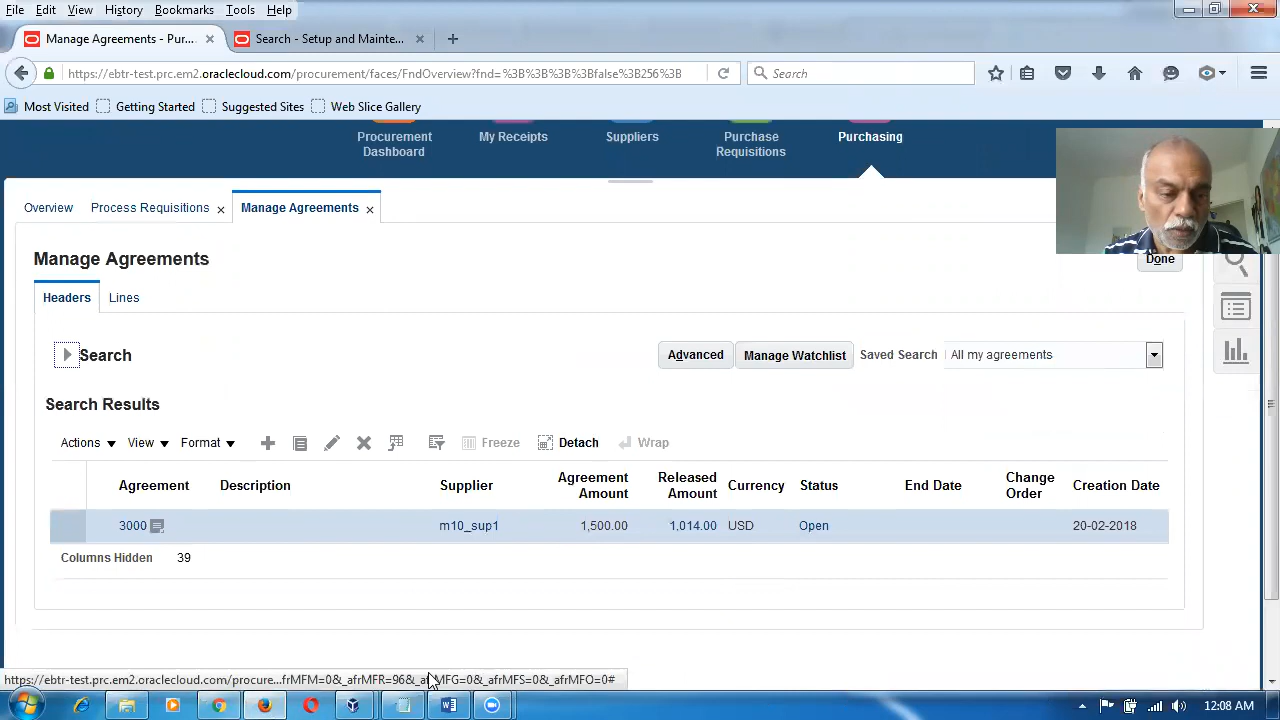 File Edit View History Bookmarks Tools Help
Manage Agreements - Pur... Search - Setup and Mainte...
https://ebtr-test.prc.em2.oraclecloud.com/procurement/faces/FndOverview?fnd=%3B%3B%3B%3Bfalse%3B256%3B Search
Most Visited Getting Started Suggested Sites Web Slice Gallery
Procurement Dashboard My Receipts Suppliers Purchase Requisitions Purchasing
Overview Process Requisitions Manage Agreements
Manage Agreements Done
Headers Lines
Search Advanced Manage Watchlist Saved Search All my agreements
Search Results
Actions View Format Freeze Detach Wrap
Agreement Description Supplier Agreement Amount Released Amount Currency Status End Date Change Order Creation Date
3000 m10_sup1 1,500.00 1,014.00 USD Open 20-02-2018
Columns Hidden 39
https://ebtr-test.prc.em2.oraclecloud.com/procure...frMFM=0&_afrMFR=96&_afrMFG=0&_afrMFS=0&_afrMFO=0#
12:08 AM